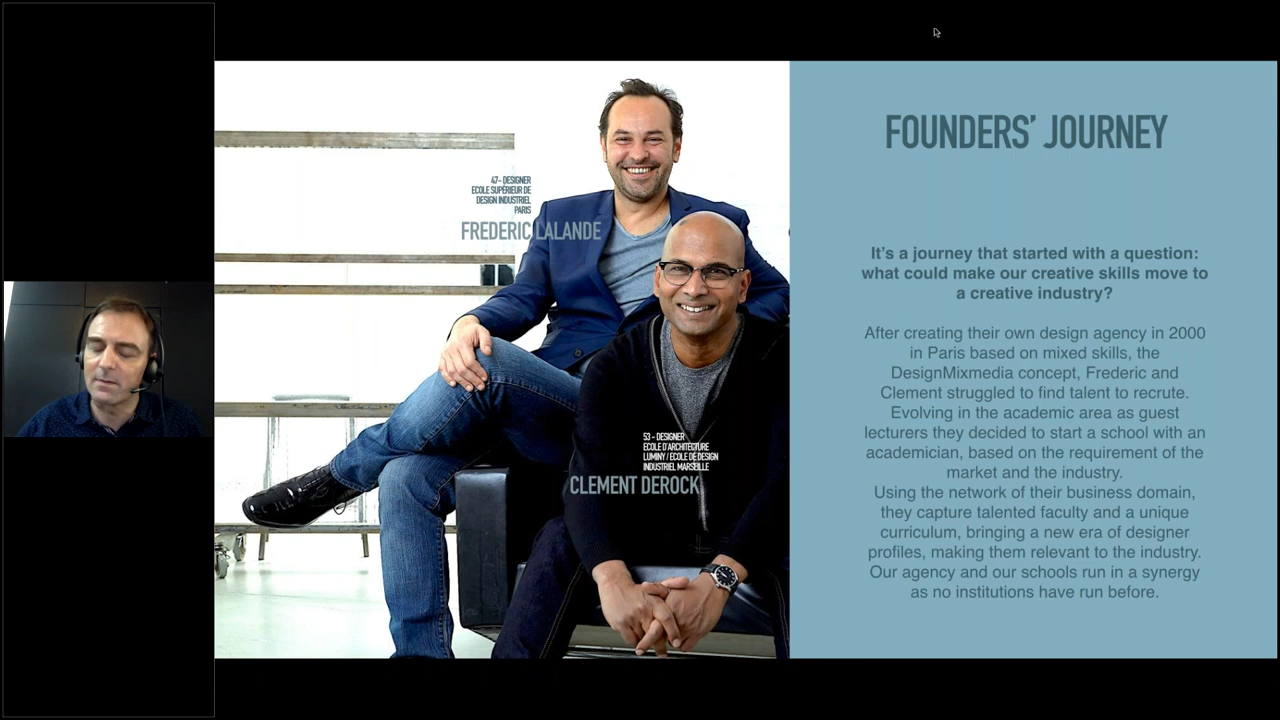 47- DESIGNER
ECOLE SUPÉRIEUR DE
DESIGN INDUSTRIEL
PARIS
FREDERIC LALANDE
53 - DESIGNER
ECOLE D'ARCHITECTURE
LUMINY / ECOLE DE DESIGN
INDUSTRIEL MARSEILLE
CLEMENT DEROCK
FOUNDERS' JOURNEY
It's a journey that started with a question:
what could make our creative skills move to
a creative industry?
After creating their own design agency in 2000
in Paris based on mixed skills, the
DesignMixmedia concept, Frederic and
Clement struggled to find talent to recrute.
Evolving in the academic area as guest
lecturers they decided to start a school with an
academician, based on the requirement of the
market and the industry.
Using the network of their business domain,
they capture talented faculty and a unique
curriculum, bringing a new era of designer
profiles, making them relevant to the industry.
Our agency and our schools run in a synergy
as no institutions have run before.